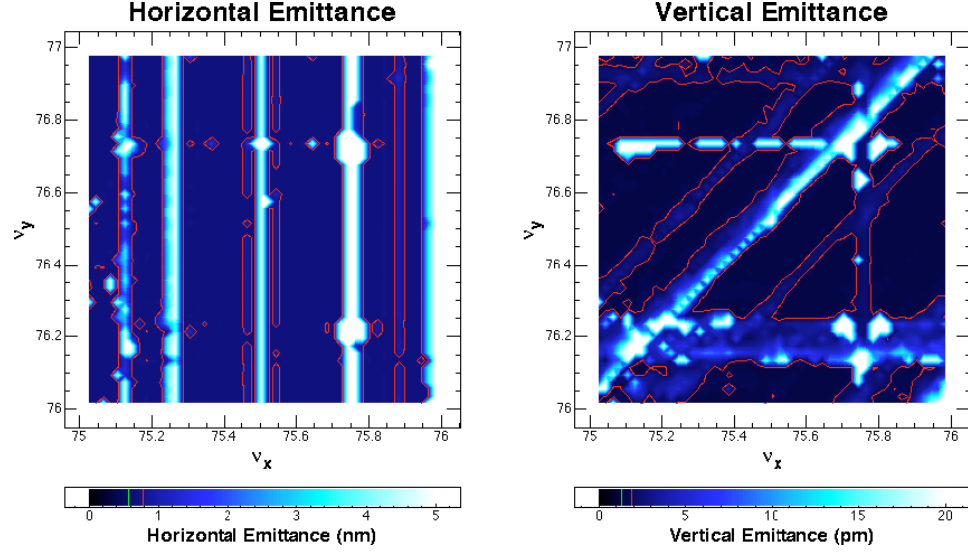 Horizontal Emittance
77
76.8
76.6
76.4
76.2
76
νy
75 75.2 75.4 75.6 75.8 76
νx
0 1 2 3 4 5
Horizontal Emittance (nm)
Vertical Emittance
77
76.8
76.6
76.4
76.2
76
νy
75 75.2 75.4 75.6 75.8 76
νx
0 5 10 15 20
Vertical Emittance (pm)